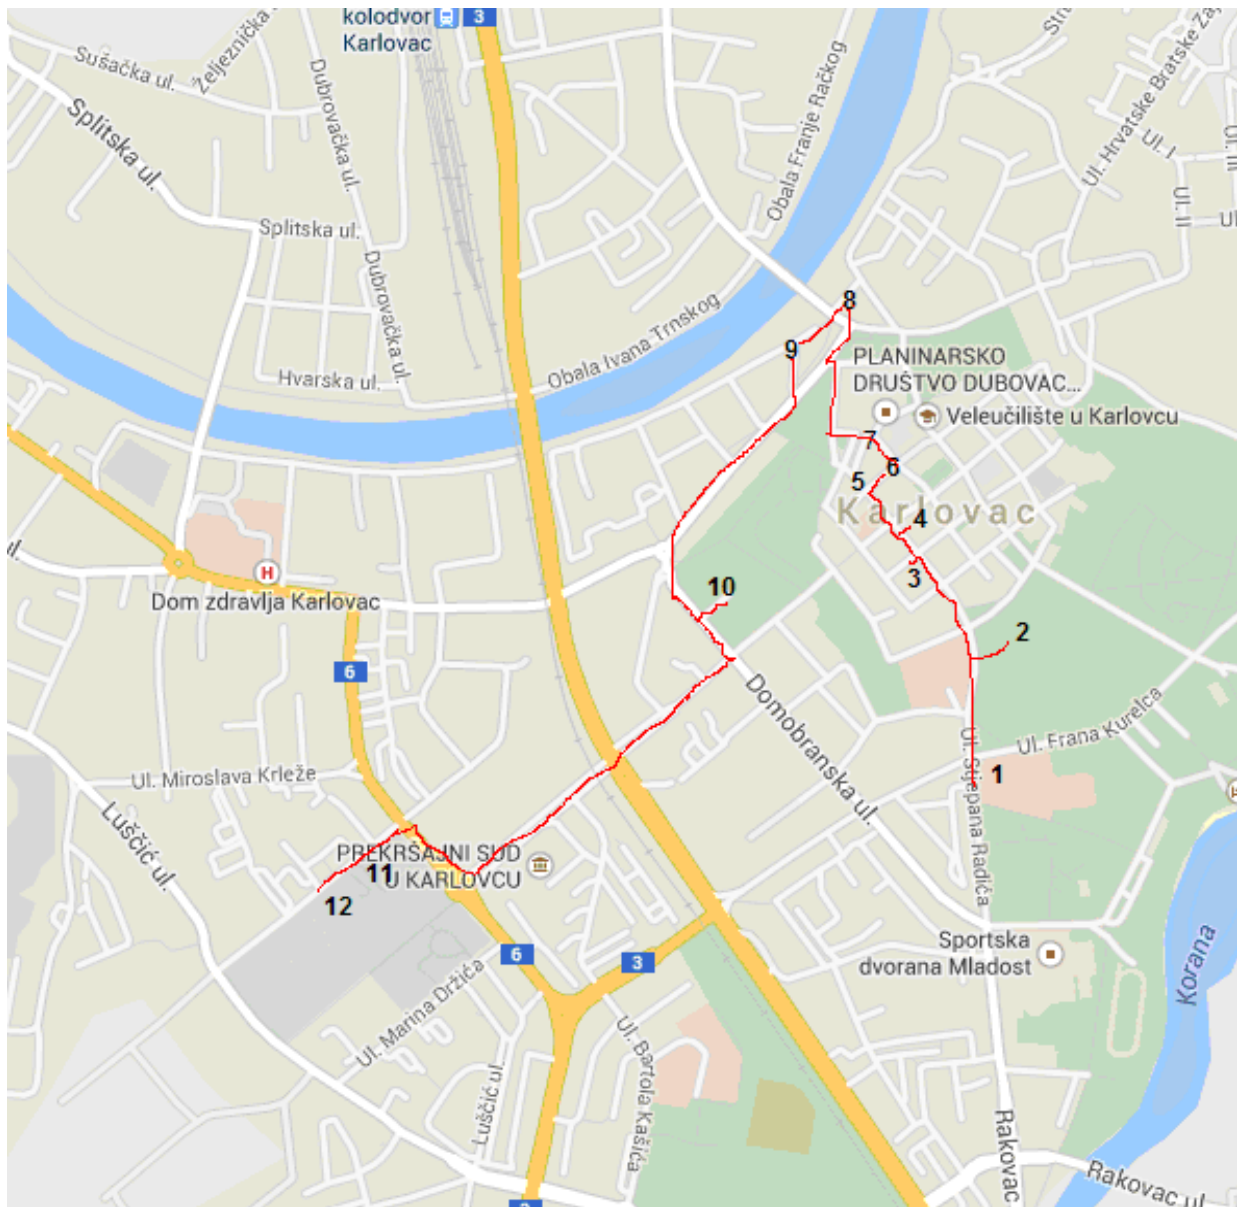 kolodvor
Karlovac
3
Sušačka ul.
Željeznička
Dubrovačka ul.
Splitska ul.
Splitska ul.
Dubrovačka ul.
Hvarska ul.
Obala Ivana Trnskog
Obala Franje Račkog
Ul. Hrvatske Bratske
Ul. I
Ul. II
Ul. III
8
9
PLANINARSKO
DRUŠTVO DUBOVAC...
Veleučilište u Karlovcu
7
6
5
Karlovac
4
3
ul.
H
Dom zdravlja Karlovac
10
2
6
Domobranska ul.
Ul. Frana Kurelca
Ul. Stjepana Radića
1
Ul. Miroslava Krleže
Luščić ul.
PREKRŠAJNI SUD
U KARLOVCU
11
12
Sportska
dvorana Mladost
Korana
6
3
Ul. Marina Držića
Ul. Bartola Kašića
Luščić ul.
Rakovac
Rakovac ul.